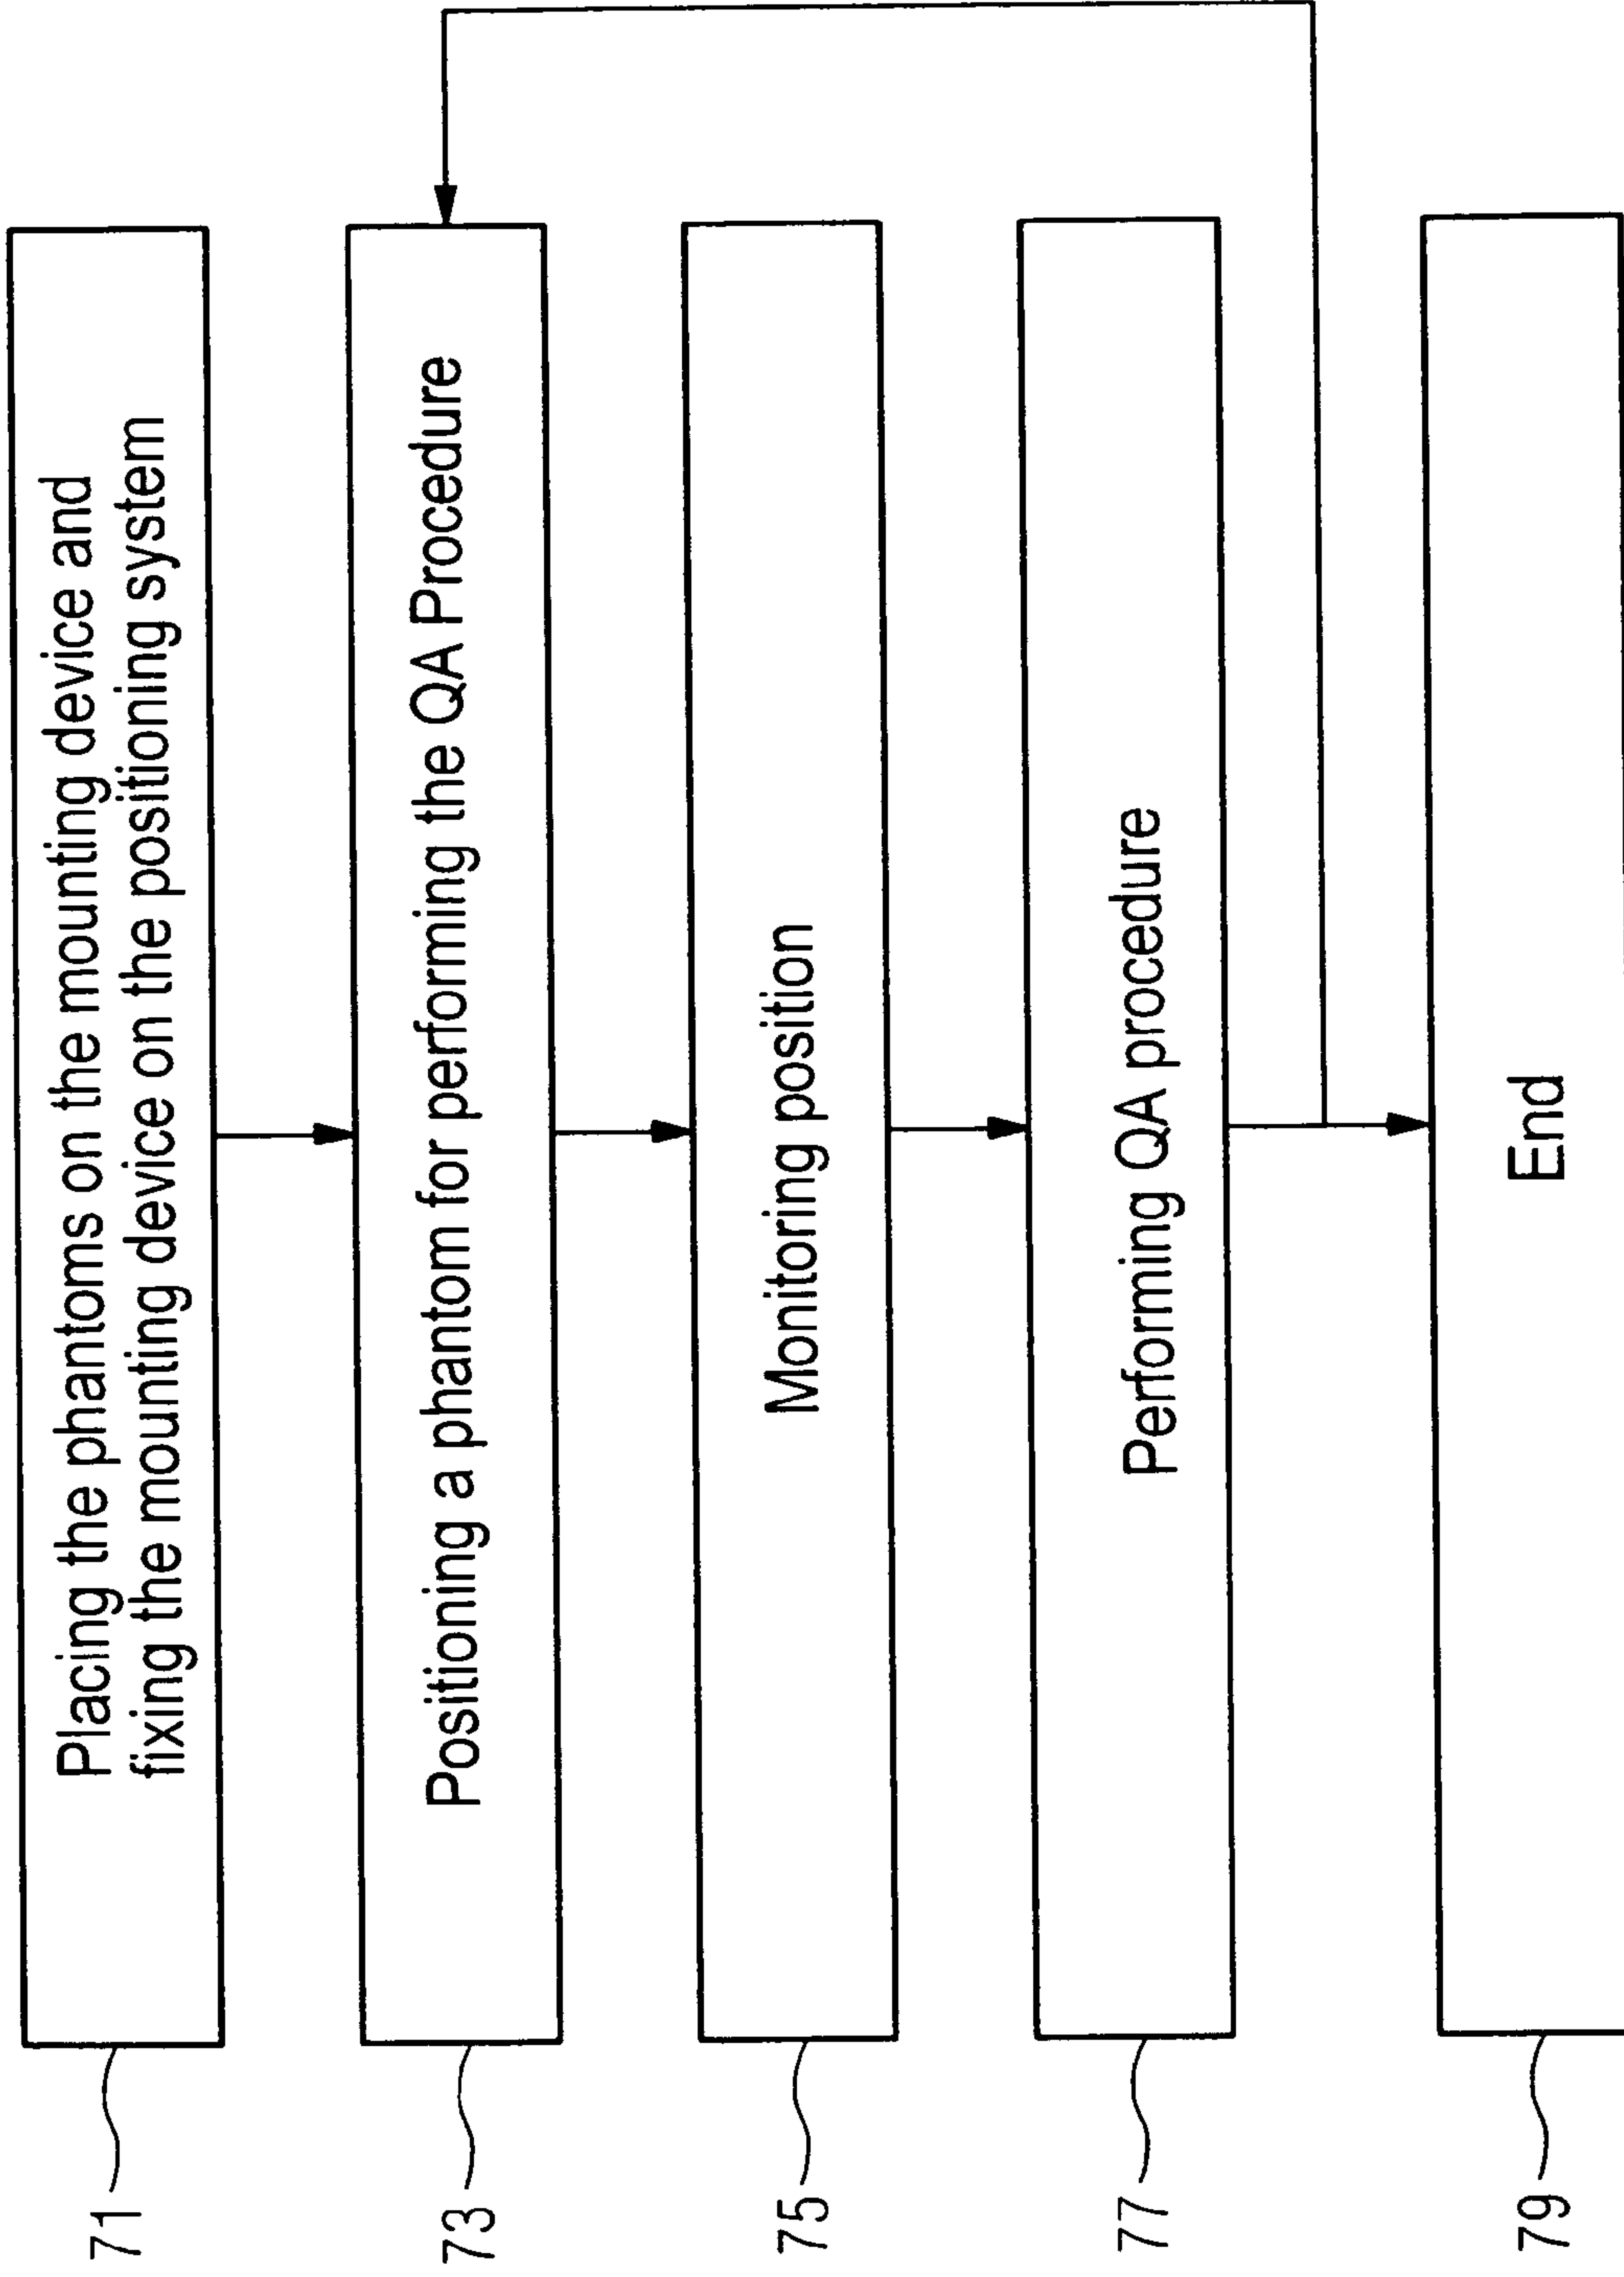 71
Placing the phantoms on the mounting device and
fixing the mounting device on the positioning system
73
Positioning a phantom for performing the QA Procedure
75
Monitoring position
77
Performing QA procedure
79
End